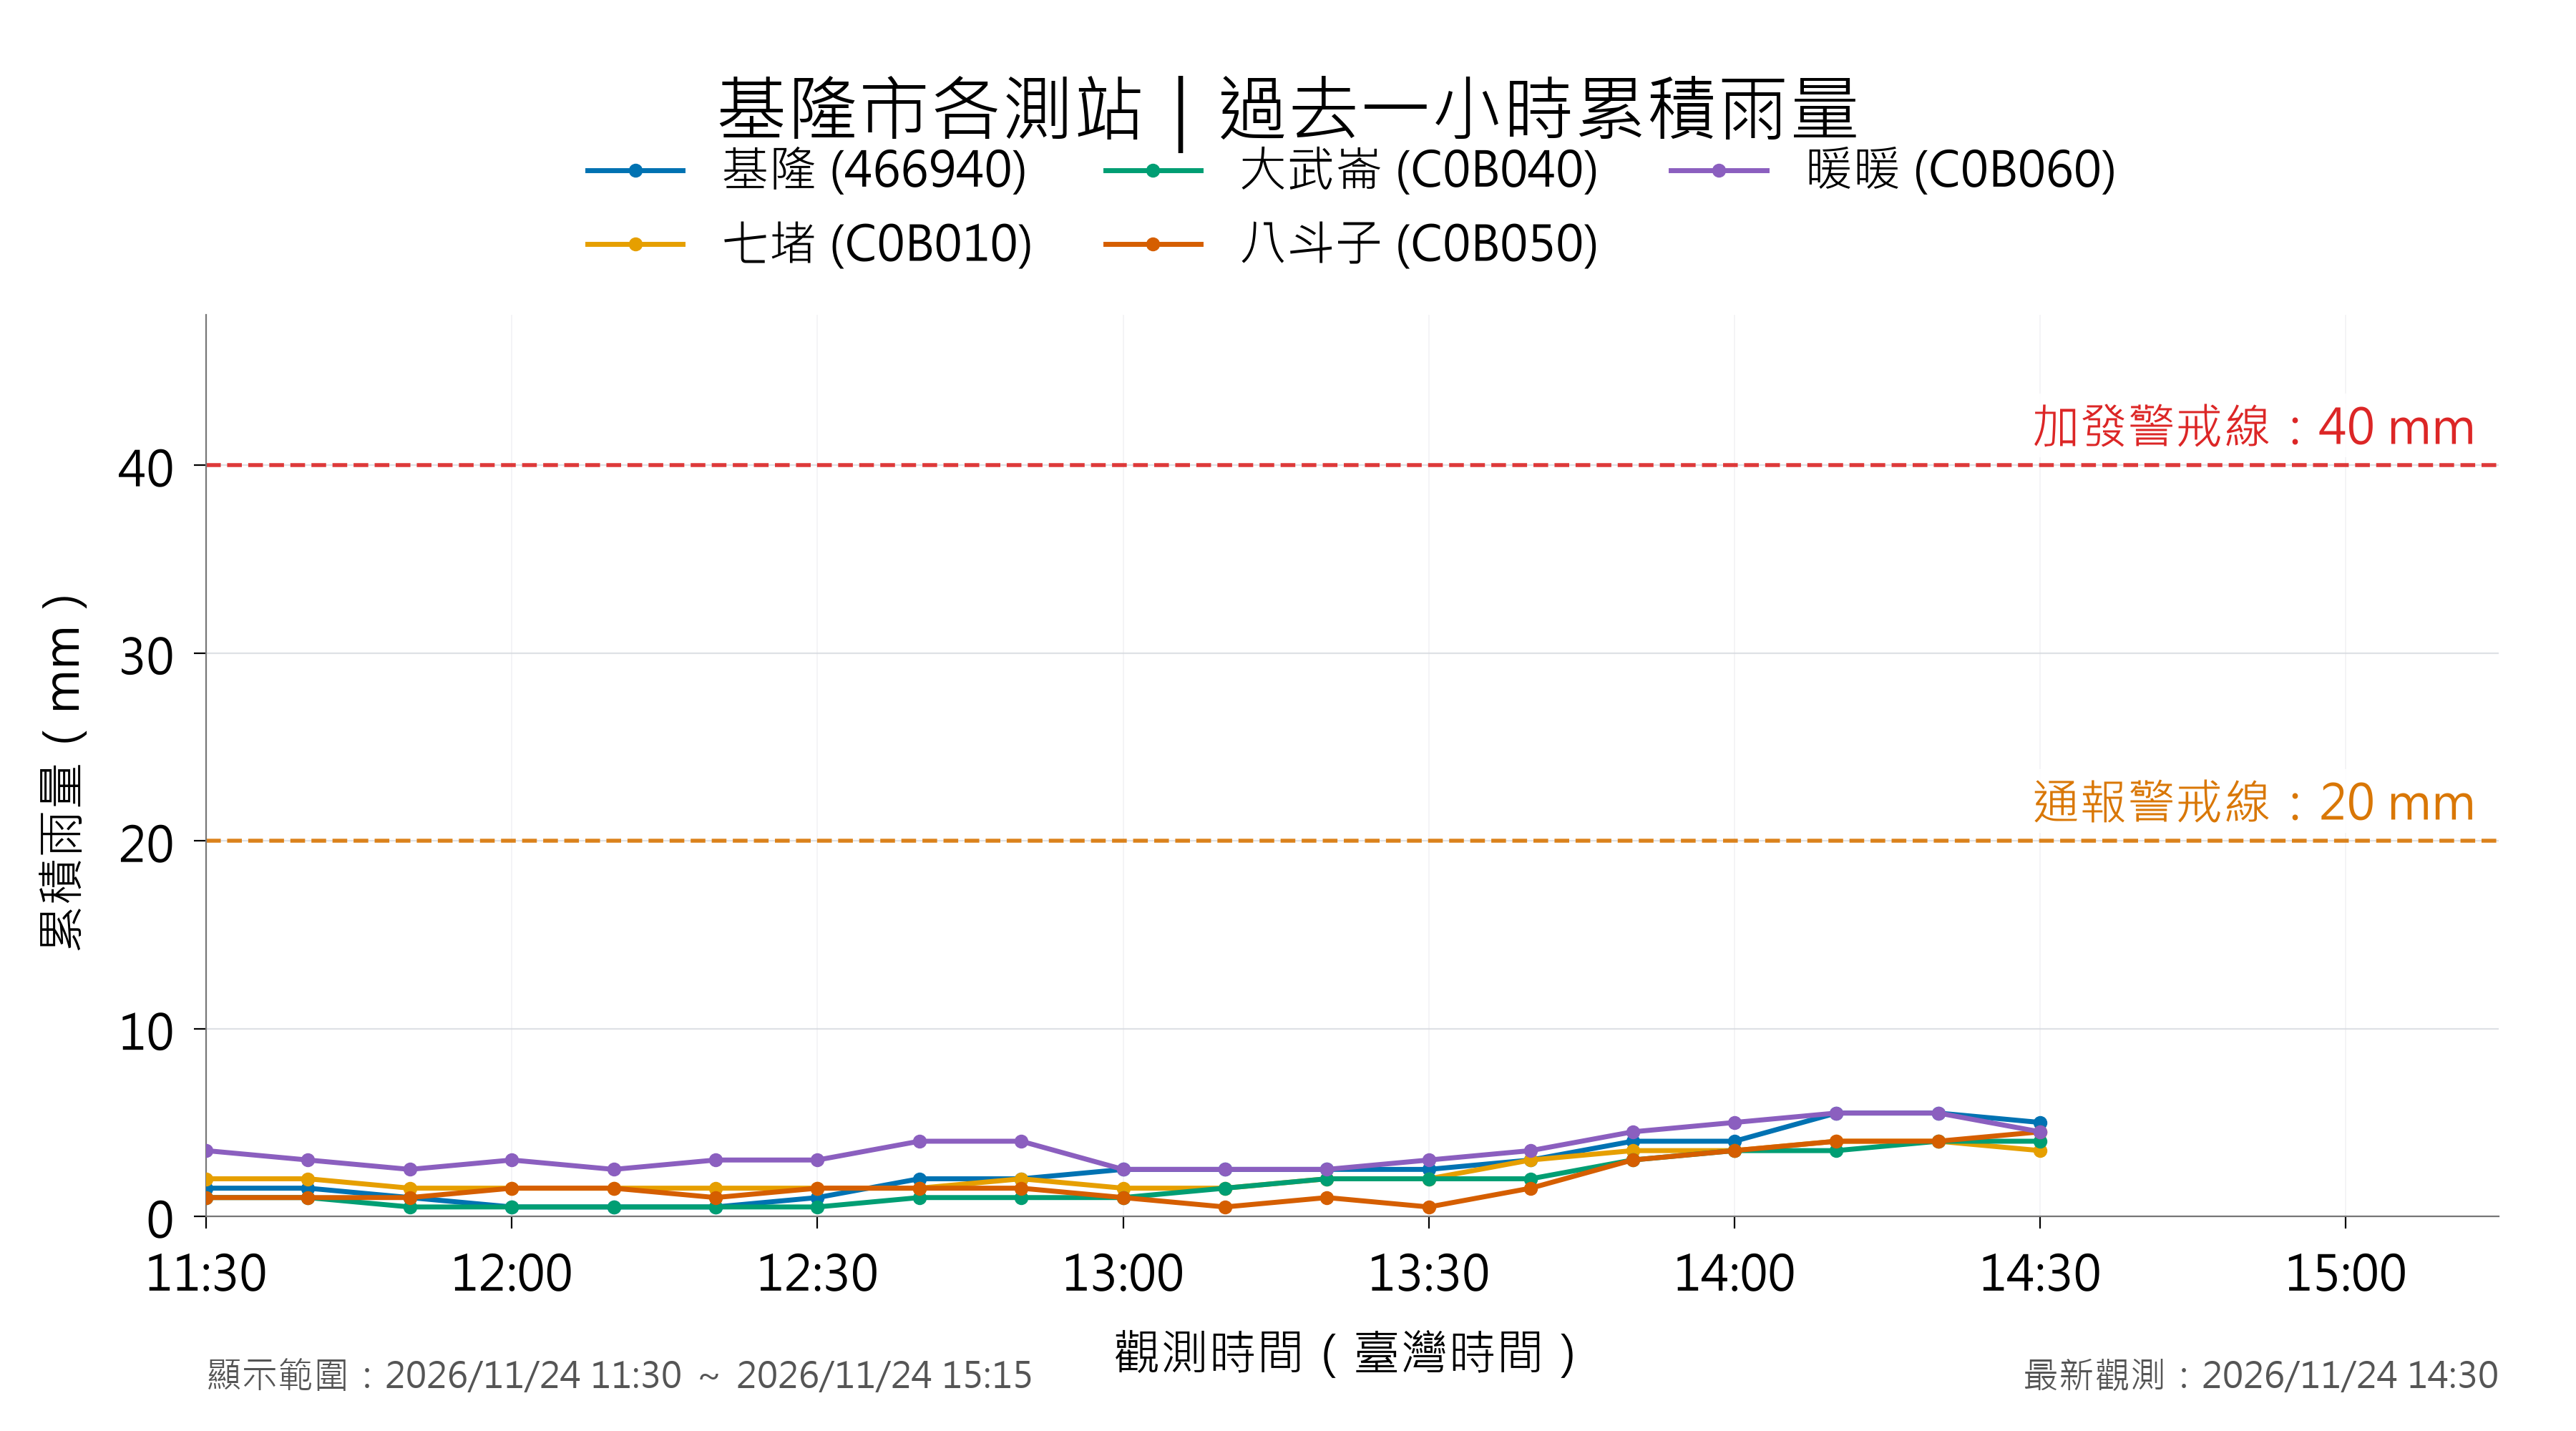 基隆市各測站｜過去一小時累積雨量
基隆 (466940)
大武崙 (C0B040)
暖暖 (C0B060)
七堵 (C0B010)
八斗子 (C0B050)
累積雨量（mm）
40
30
20
10
0
加發警戒線：40 mm
通報警戒線：20 mm
11:30 12:00 12:30 13:00 13:30 14:00 14:30 15:00
觀測時間（臺灣時間）
顯示範圍：2026/11/24 11:30 ~ 2026/11/24 15:15
最新觀測：2026/11/24 14:30